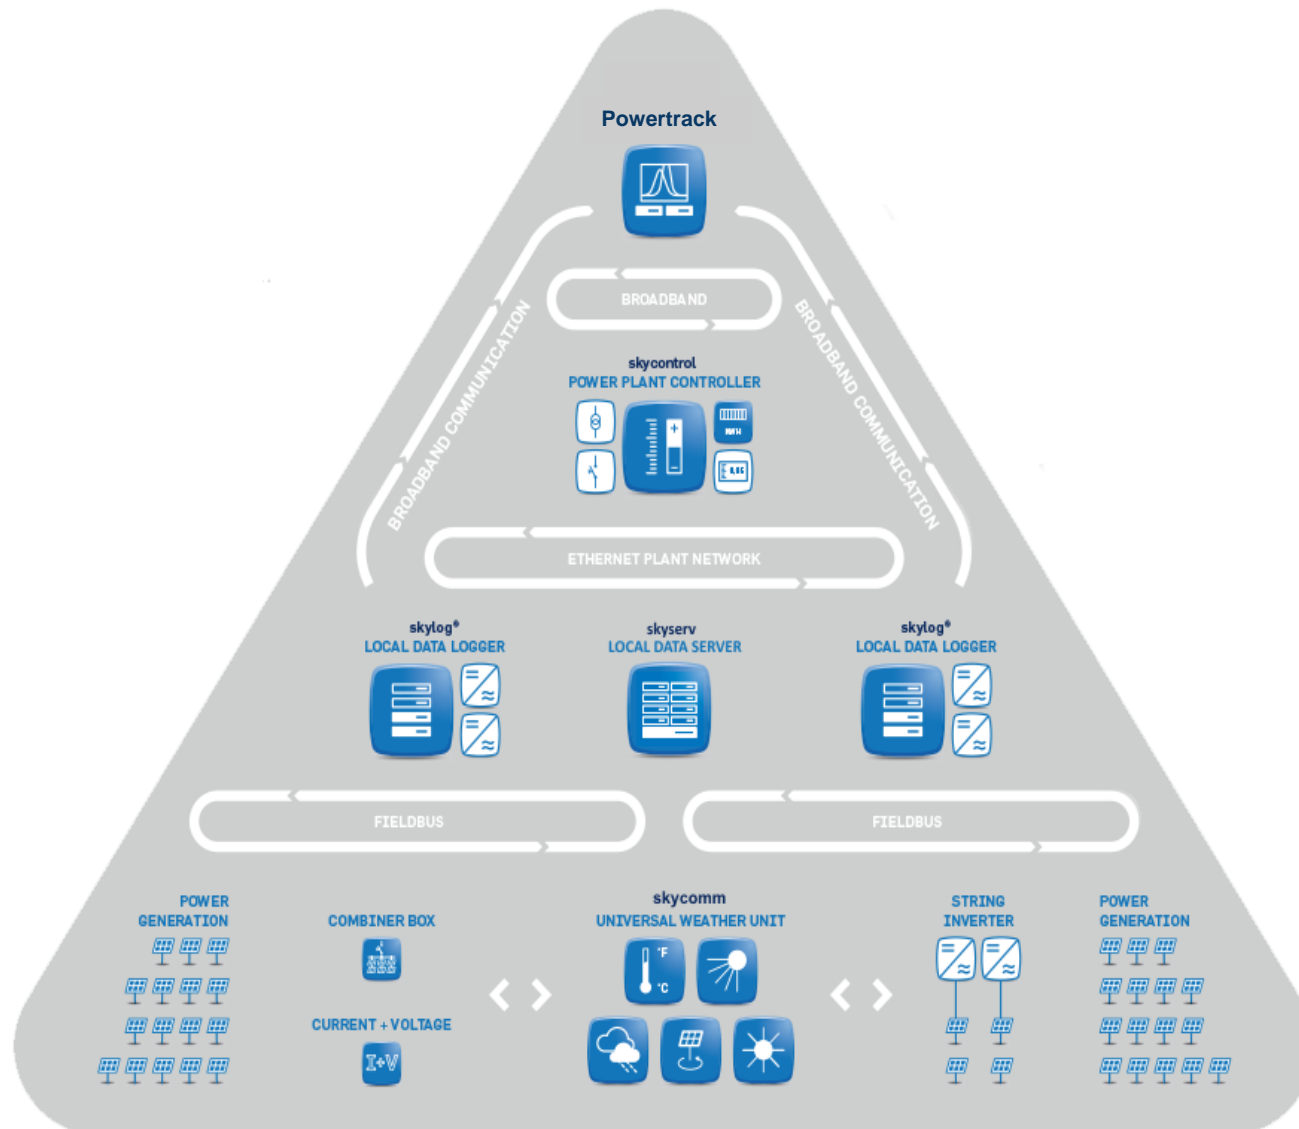 Powertrack
BROADBAND
BROADBAND COMMUNICATION
BROADBAND COMMUNICATION
skycontrol
POWER PLANT CONTROLLER
KWH
ETHERNET PLANT NETWORK
skylog®
LOCAL DATA LOGGER
skyserv
LOCAL DATA SERVER
skylog®
LOCAL DATA LOGGER
FIELDBUS
FIELDBUS
POWER
GENERATION
COMBINER BOX
CURRENT + VOLTAGE
I+V
skycomm
UNIVERSAL WEATHER UNIT
°F
°C
STRING
INVERTER
POWER
GENERATION